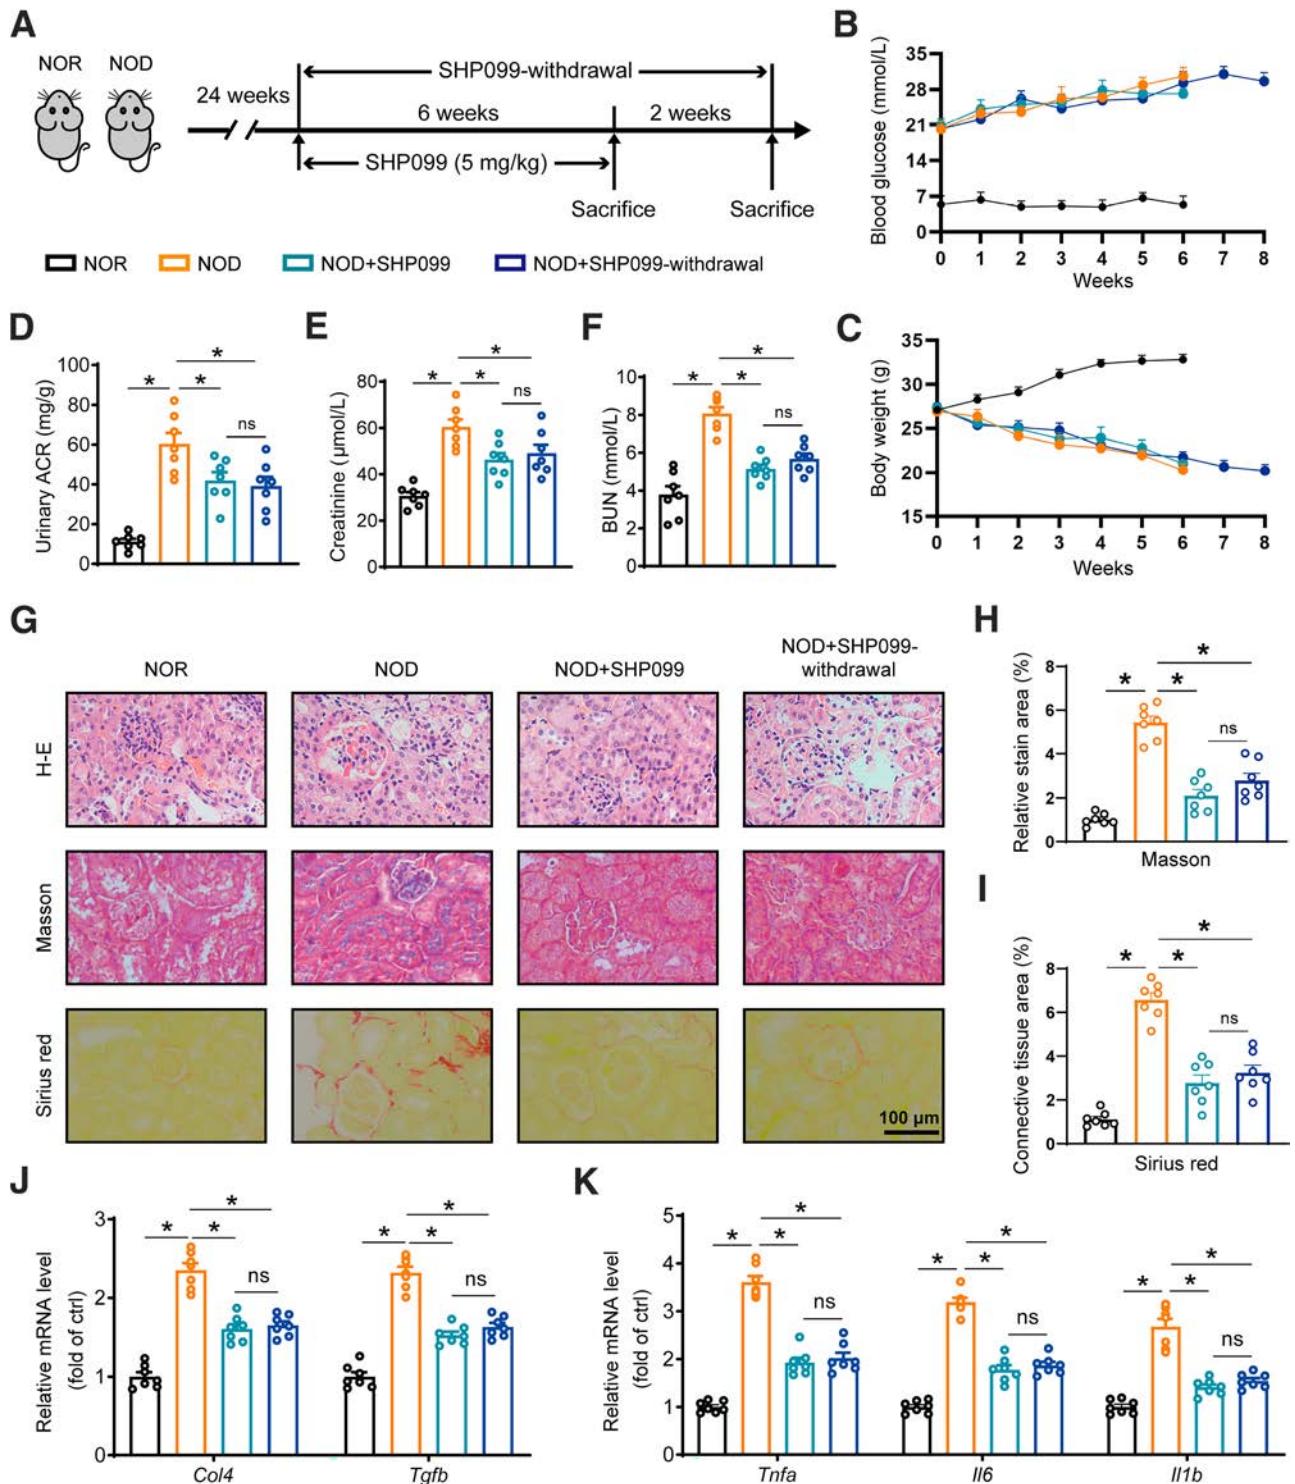 A
NOR NOD
24 weeks
SHP099-withdrawal
6 weeks 2 weeks
SHP099 (5 mg/kg)
Sacrifice Sacrifice
NOR NOD NOD+SHP099 NOD+SHP099-withdrawal
B
Blood glucose (mmol/L)
35
28
21
14
7
0
0 1 2 3 4 5 6 7 8
Weeks
C
Body weight (g)
35
30
25
20
15
0 1 2 3 4 5 6 7 8
Weeks
D
Urinary ACR (mg/g)
100
80
60
40
20
0
*
* *
ns
E
Creatinine (μmol/L)
80
60
40
20
0
*
* *
ns
F
BUN (mmol/L)
10
8
6
4
2
0
*
* *
ns
G
NOR NOD NOD+SHP099 NOD+SHP099-
withdrawal
H-E
Masson
Sirius red
100 μm
H
Relative stain area (%)
8
6
4
2
0
*
* *
ns
Masson
I
Connective tissue area (%)
8
6
4
2
0
*
* *
ns
Sirius red
J
Relative mRNA level
(fold of ctrl)
3
2
1
0
*
* *
ns
*
* *
ns
Col4 Tgfb
K
Relative mRNA level
(fold of ctrl)
5
4
3
2
1
0
*
* *
ns
*
* *
ns
*
* *
ns
Tnfa Il6 Il1b